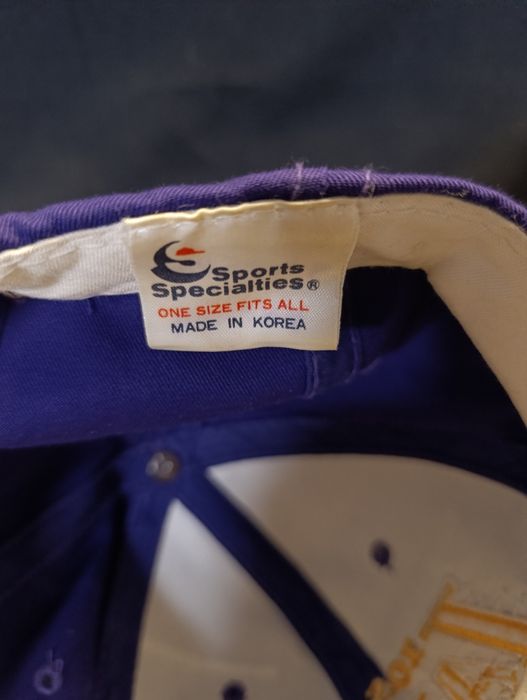 Sports
Specialties®
ONE SIZE FITS ALL
MADE IN KOREA